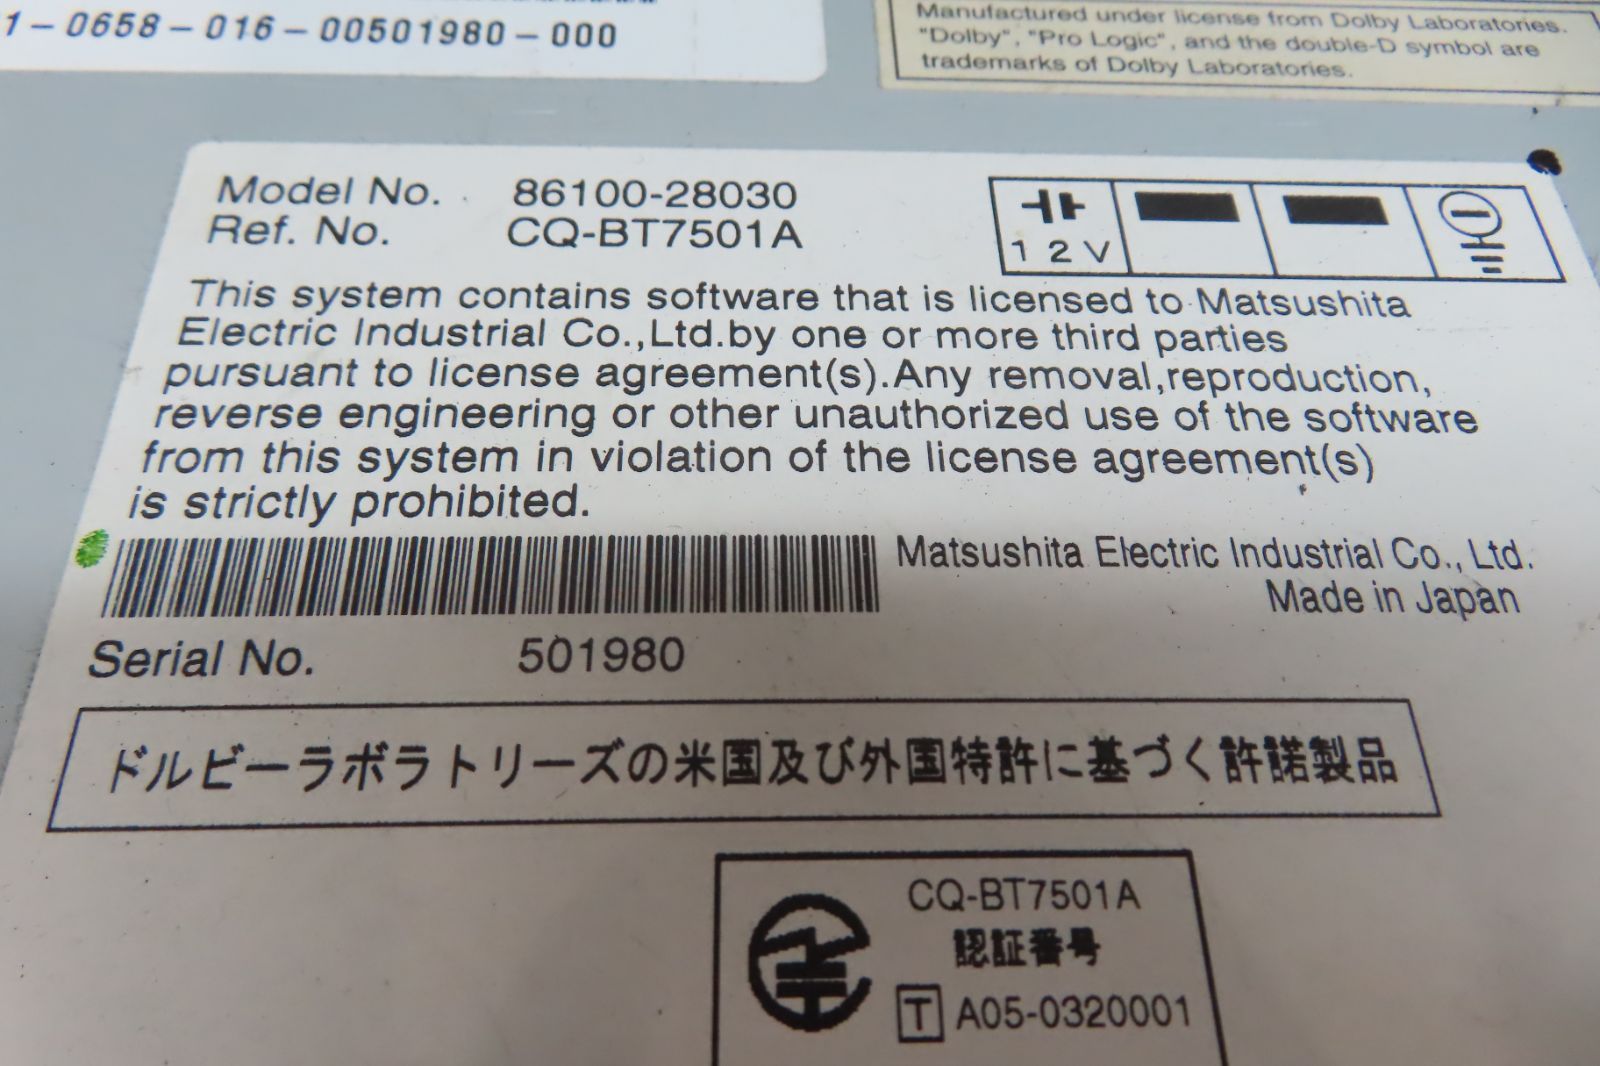 1-0658-016-00501980-000
Manufactured under license from Dolby Laboratories.
"Dolby", "Pro Logic", and the double-D symbol are
trademarks of Dolby Laboratories.
Model No. 86100-28030
Ref. No. CQ-BT7501A
12V
This system contains software that is licensed to Matsushita
Electric Industrial Co.,Ltd.by one or more third parties
pursuant to license agreement(s).Any removal,reproduction,
reverse engineering or other unauthorized use of the software
from this system in violation of the license agreement(s)
is strictly prohibited.
Matsushita Electric Industrial Co., Ltd.
Made in Japan
Serial No. 501980
ドルビーラボラトリーズの米国及び外国特許に基づく許諾製品
CQ-BT7501A
認証番号
T A05-0320001